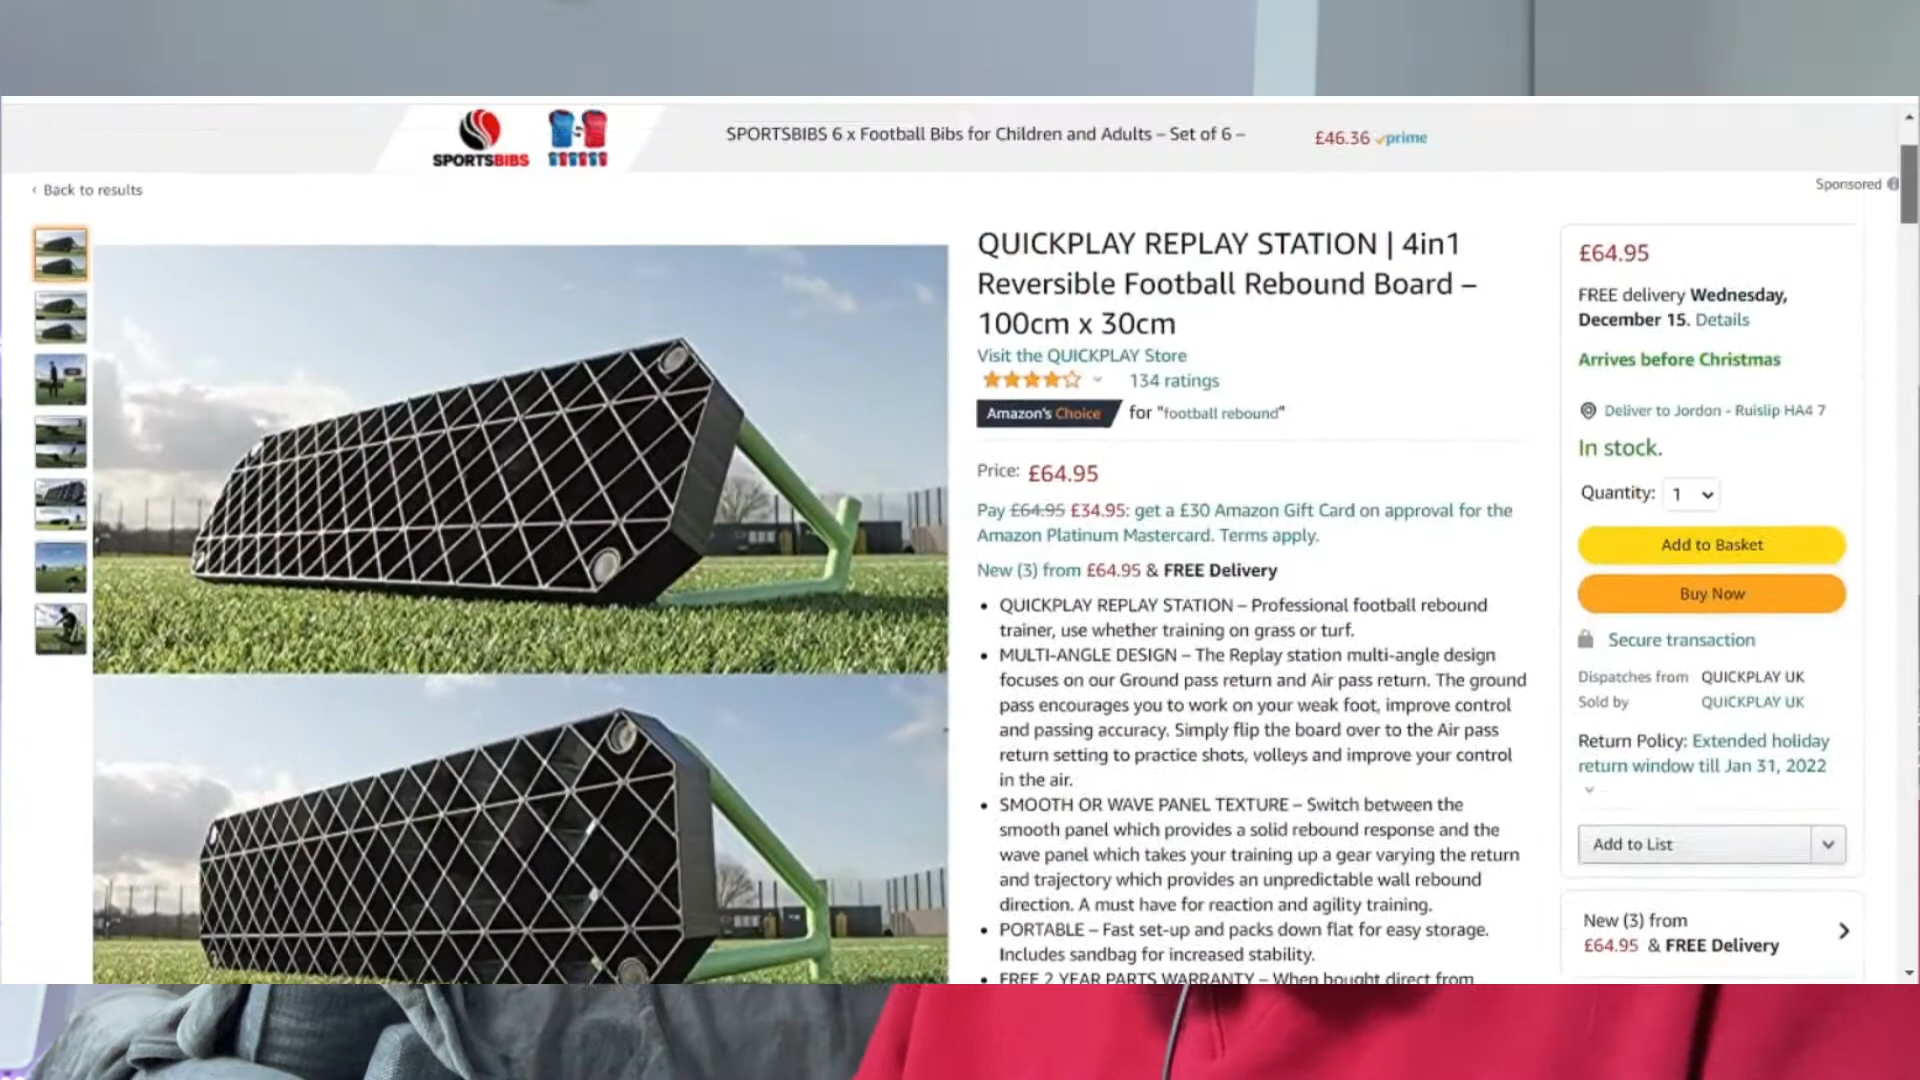 SPORTSBIBS
SPORTSBIBS 6 x Football Bibs for Children and Adults – Set of 6 –
£46.36 prime
‹ Back to results
Sponsored
QUICKPLAY REPLAY STATION | 4in1
Reversible Football Rebound Board –
100cm x 30cm
Visit the QUICKPLAY Store
134 ratings
Amazon's Choice for "football rebound"
Price: £64.95
Pay £64.95 £34.95: get a £30 Amazon Gift Card on approval for the
Amazon Platinum Mastercard. Terms apply.
New (3) from £64.95 & FREE Delivery
• QUICKPLAY REPLAY STATION – Professional football rebound
trainer, use whether training on grass or turf.
• MULTI-ANGLE DESIGN – The Replay station multi-angle design
focuses on our Ground pass return and Air pass return. The ground
pass encourages you to work on your weak foot, improve control
and passing accuracy. Simply flip the board over to the Air pass
return setting to practice shots, volleys and improve your control
in the air.
• SMOOTH OR WAVE PANEL TEXTURE – Switch between the
smooth panel which provides a solid rebound response and the
wave panel which takes your training up a gear varying the return
and trajectory which provides an unpredictable wall rebound
direction. A must have for reaction and agility training.
• PORTABLE – Fast set-up and packs down flat for easy storage.
Includes sandbag for increased stability.
• FREE 2 YEAR PARTS WARRANTY – When bought direct from
£64.95
FREE delivery Wednesday,
December 15. Details
Arrives before Christmas
Deliver to Jordon - Ruislip HA4 7
In stock.
Quantity: 1
Add to Basket
Buy Now
Secure transaction
Dispatches from QUICKPLAY UK
Sold by QUICKPLAY UK
Return Policy: Extended holiday
return window till Jan 31, 2022
Add to List
New (3) from
£64.95 & FREE Delivery